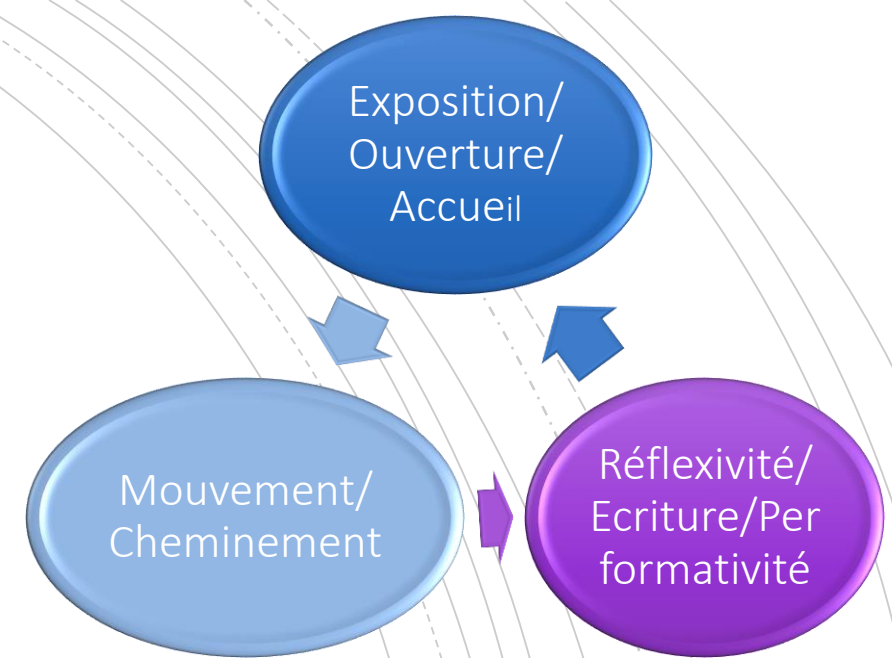 Exposition/
Ouverture/
Accueil
Mouvement/
Cheminement
Réflexivité/
Ecriture/Per
formativité